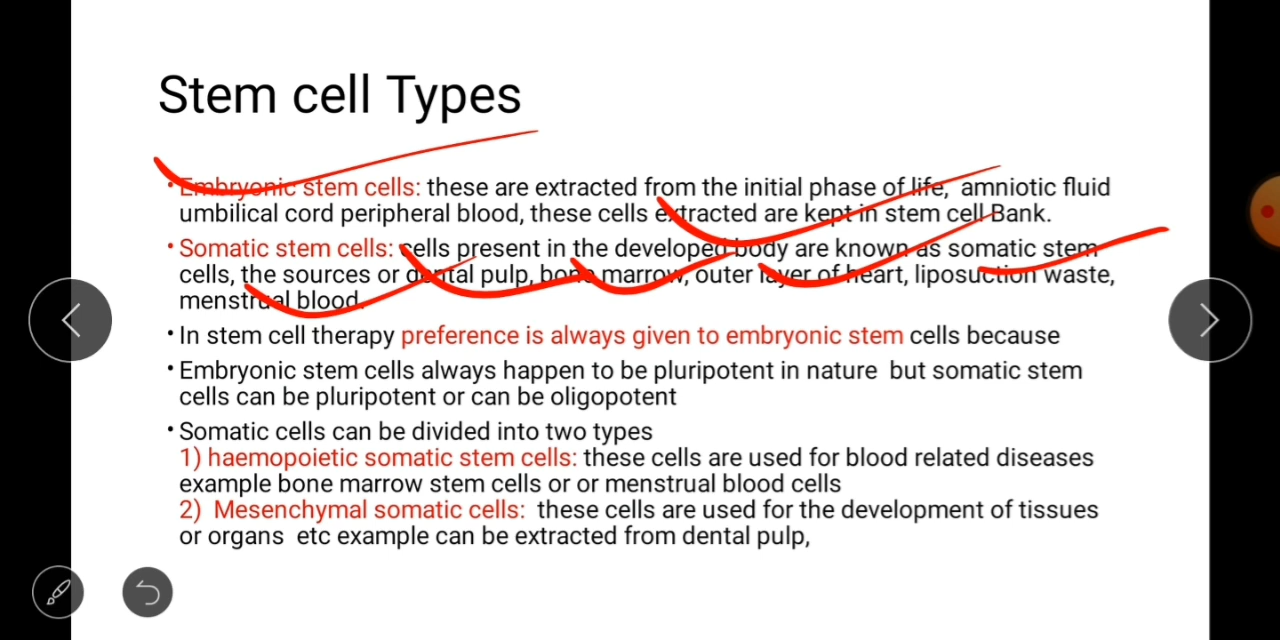 Stem cell Types
• Embryonic stem cells: these are extracted from the initial phase of life, amniotic fluid
umbilical cord peripheral blood, these cells extracted are kept in stem cell Bank.
• Somatic stem cells: cells present in the developed body are known as somatic stem
cells, the sources or dental pulp, bone marrow, outer layer of heart, liposuction waste,
menstrual blood.
• In stem cell therapy preference is always given to embryonic stem cells because
• Embryonic stem cells always happen to be pluripotent in nature but somatic stem
cells can be pluripotent or can be oligopotent
• Somatic cells can be divided into two types
1) haemopoietic somatic stem cells: these cells are used for blood related diseases
example bone marrow stem cells or or menstrual blood cells
2) Mesenchymal somatic cells: these cells are used for the development of tissues
or organs etc example can be extracted from dental pulp,